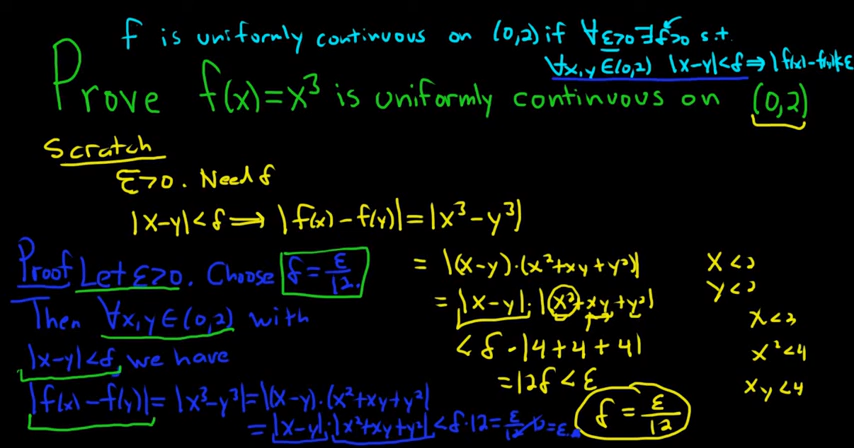 f is uniformly continuous on (0,2) if ∀ε>0 ∃δ>0 s.t.
∀x,y∈(0,2) |x-y|<δ ⟹ |f(x)-f(y)|<ε
Prove f(x)=x³ is uniformly continuous on (0,2)
Scratch
ε>0. Need δ
|x-y|<δ ⟹ |f(x)-f(y)|=|x³-y³|
= |(x-y)·(x²+xy+y²)|
= |x-y|·|x²+xy+y²|
< δ·|4+4+4|
=12δ<ε
δ=ε/12
x<2
y<2
x<2
x²<4
xy<4
Proof Let ε>0. Choose δ=ε/12.
Then ∀x,y∈(0,2) with
|x-y|<δ, we have
|f(x)-f(y)|=|x³-y³|=|(x-y)·(x²+xy+y²)|
=|x-y|·|x²+xy+y²|<δ·12=ε/12·12=ε.